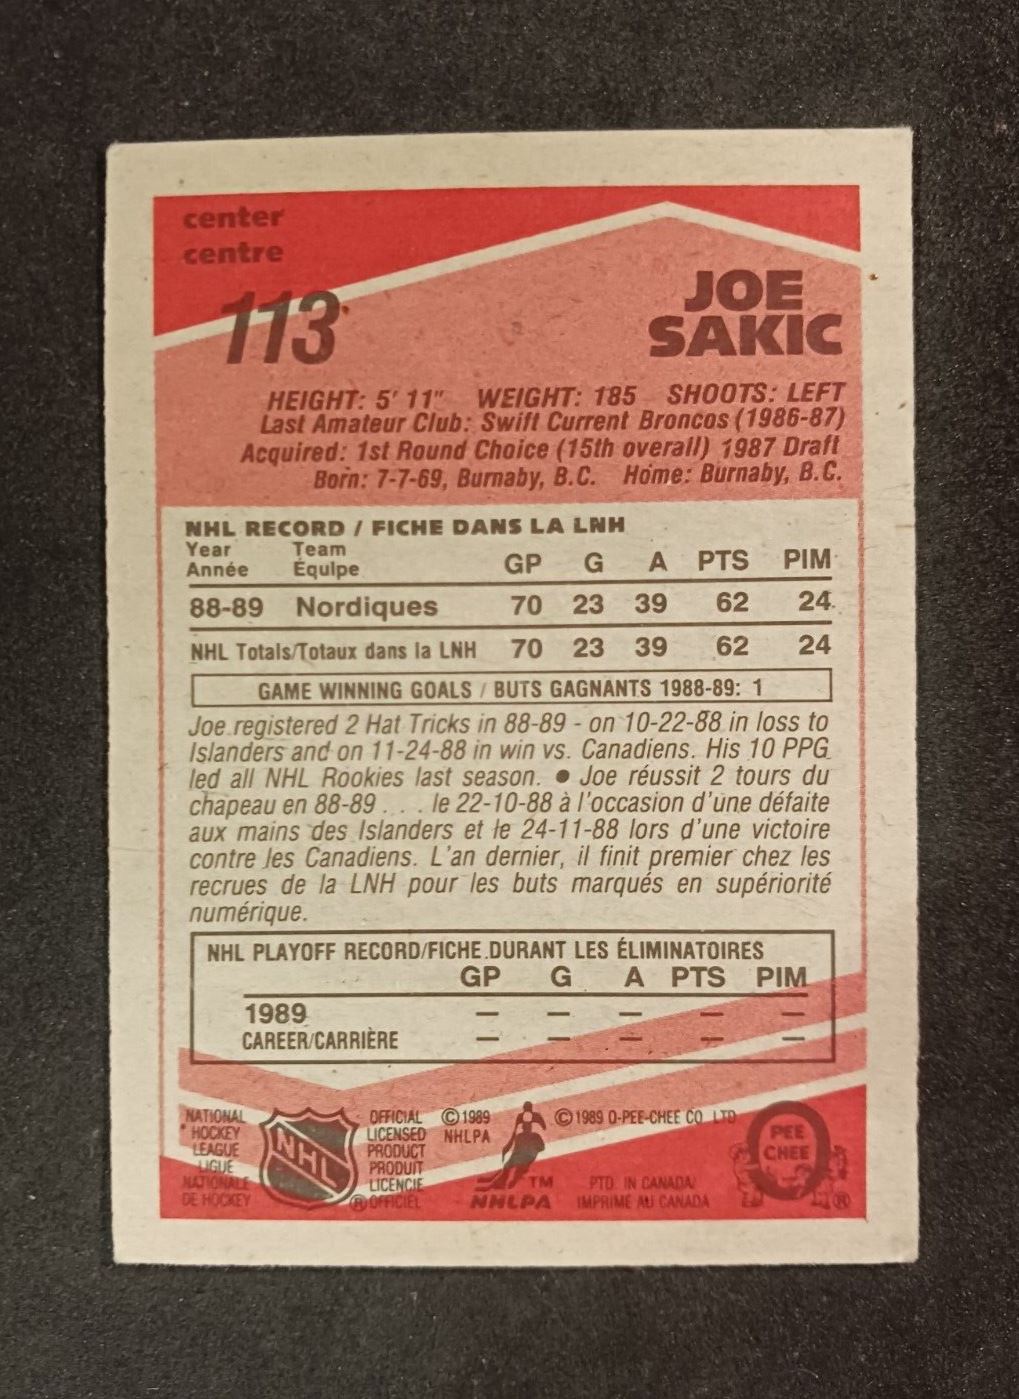 center
centre
113
JOE
SAKIC
HEIGHT: 5' 11" WEIGHT: 185 SHOOTS: LEFT
Last Amateur Club: Swift Current Broncos (1986-87)
Acquired: 1st Round Choice (15th overall) 1987 Draft
Born: 7-7-69, Burnaby, B.C. Home: Burnaby, B.C.
NHL RECORD / FICHE DANS LA LNH
Year Team
Année Équipe GP G A PTS PIM
88-89 Nordiques 70 23 39 62 24
NHL Totals/Totaux dans la LNH 70 23 39 62 24
GAME WINNING GOALS / BUTS GAGNANTS 1988-89: 1
Joe registered 2 Hat Tricks in 88-89 - on 10-22-88 in loss to
Islanders and on 11-24-88 in win vs. Canadiens. His 10 PPG
led all NHL Rookies last season. ● Joe réussit 2 tours du
chapeau en 88-89 . . . le 22-10-88 à l'occasion d'une défaite
aux mains des Islanders et le 24-11-88 lors d'une victoire
contre les Canadiens. L'an dernier, il finit premier chez les
recrues de la LNH pour les buts marqués en supériorité
numérique.
NHL PLAYOFF RECORD/FICHE DURANT LES ÉLIMINATOIRES
GP G A PTS PIM
1989 – – – – –
CAREER/CARRIÈRE – – – – –
NATIONAL
HOCKEY
LEAGUE
LIGUE
NATIONALE
DE HOCKEY
NHL
OFFICIAL
LICENSED
PRODUCT
PRODUIT
LICENCIE
® OFFICIEL
© 1989
NHLPA
TM
NHLPA
© 1989 O-PEE-CHEE CO. LTD
PTD. IN CANADA/
IMPRIMÉ AU CANADA
O
PEE
CHEE
®